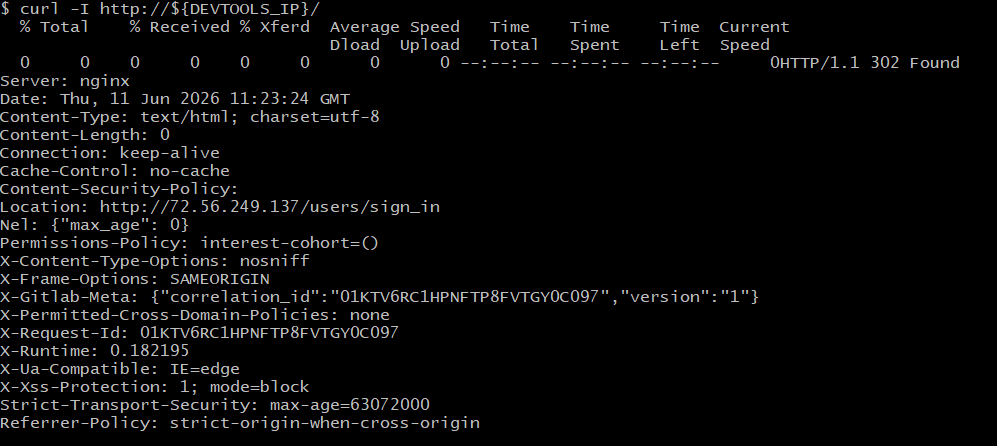 $ curl -I http://${DEVTOOLS_IP}/
  % Total    % Received % Xferd  Average Speed   Time    Time     Time  Current
                                 Dload  Upload   Total   Spent    Left  Speed
  0     0    0     0    0     0      0      0 --:--:-- --:--:-- --:--:--     0HTTP/1.1 302 Found
Server: nginx
Date: Thu, 11 Jun 2026 11:23:24 GMT
Content-Type: text/html; charset=utf-8
Content-Length: 0
Connection: keep-alive
Cache-Control: no-cache
Content-Security-Policy:
Location: http://72.56.249.137/users/sign_in
Nel: {"max_age": 0}
Permissions-Policy: interest-cohort=()
X-Content-Type-Options: nosniff
X-Frame-Options: SAMEORIGIN
X-Gitlab-Meta: {"correlation_id":"01KTV6RC1HPNFTP8FVTGY0C097","version":"1"}
X-Permitted-Cross-Domain-Policies: none
X-Request-Id: 01KTV6RC1HPNFTP8FVTGY0C097
X-Runtime: 0.182195
X-Ua-Compatible: IE=edge
X-Xss-Protection: 1; mode=block
Strict-Transport-Security: max-age=63072000
Referrer-Policy: strict-origin-when-cross-origin